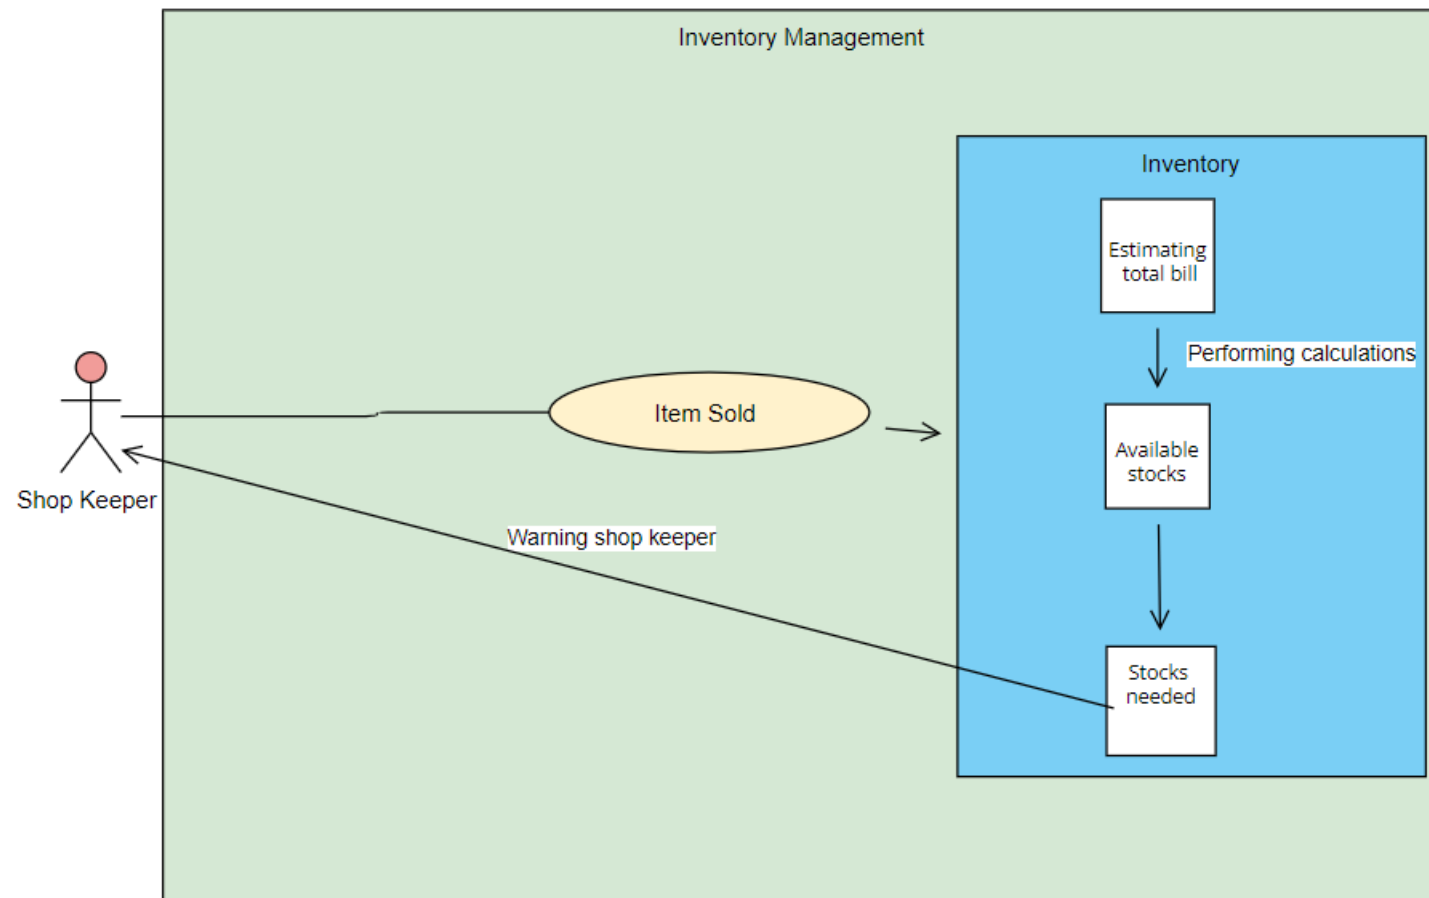 Inventory Management
Inventory
Estimating
total bill
Performing calculations
Item Sold
Available
stocks
Shop Keeper
Warning shop keeper
Stocks
needed